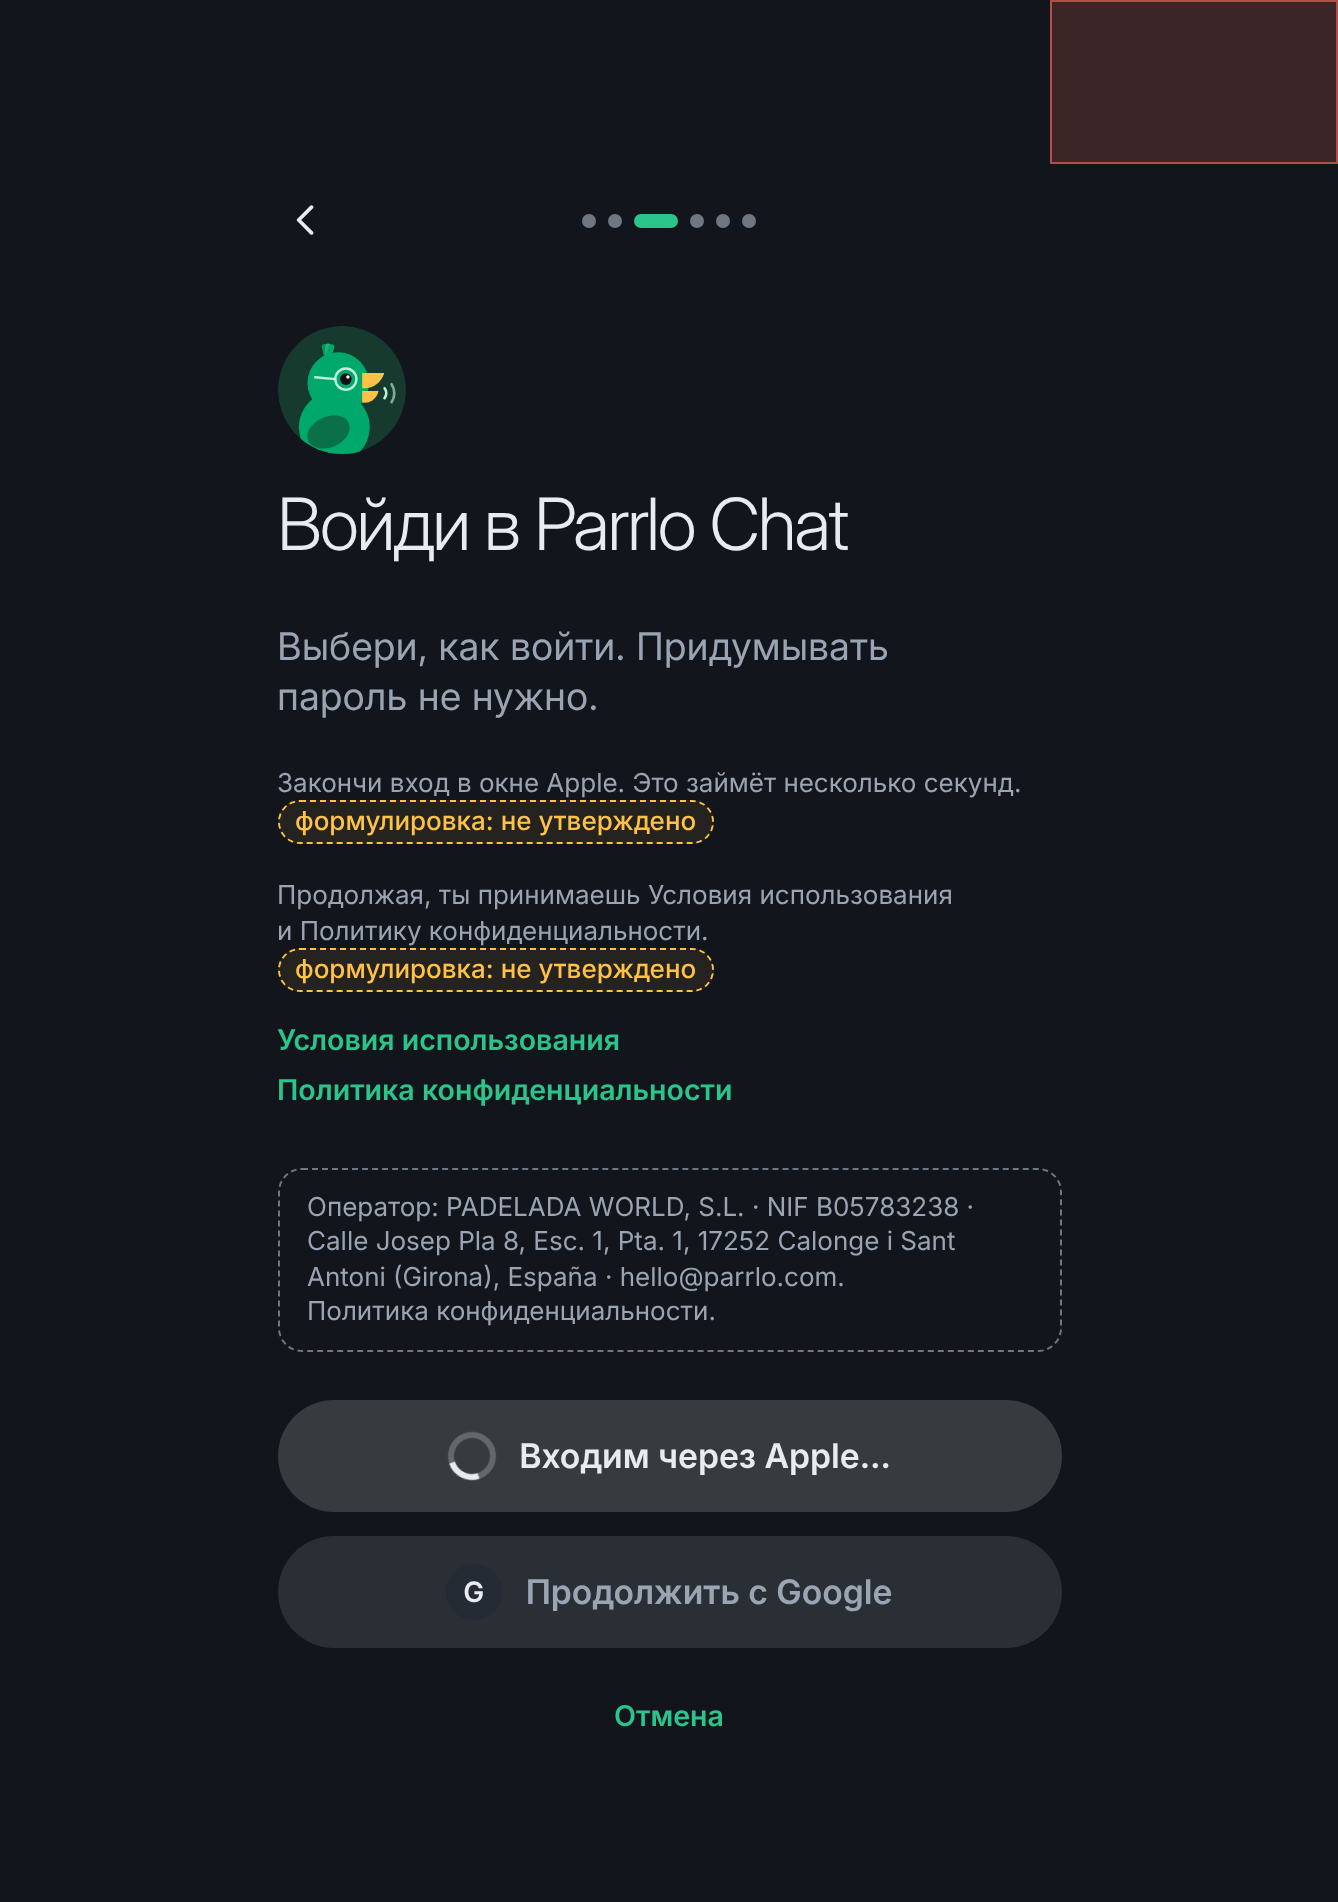 Войди в Parrlo Chat
Выбери, как войти. Придумывать
пароль не нужно.
Закончи вход в окне Apple. Это займёт несколько секунд.
формулировка: не утверждено
Продолжая, ты принимаешь Условия использования
и Политику конфиденциальности.
формулировка: не утверждено
Условия использования
Политика конфиденциальности
Оператор: PADELADA WORLD, S.L. · NIF B05783238 ·
Calle Josep Pla 8, Esc. 1, Pta. 1, 17252 Calonge i Sant
Antoni (Girona), España · hello@parrlo.com.
Политика конфиденциальности.
Входим через Apple...
G Продолжить с Google
Отмена